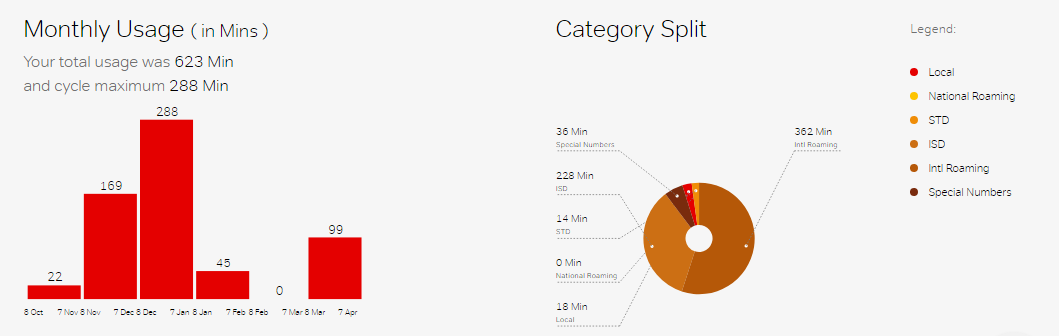 Monthly Usage ( in Mins )
Your total usage was 623 Min
and cycle maximum 288 Min
288
169
99
45
22
0
8 Oct 7 Nov 8 Nov 7 Dec 8 Dec 7 Jan 8 Jan 7 Feb 8 Feb 7 Mar 8 Mar 7 Apr
Category Split
36 Min
Special Numbers
228 Min
ISD
14 Min
STD
0 Min
National Roaming
18 Min
Local
362 Min
Intl Roaming
Legend:
Local
National Roaming
STD
ISD
Intl Roaming
Special Numbers